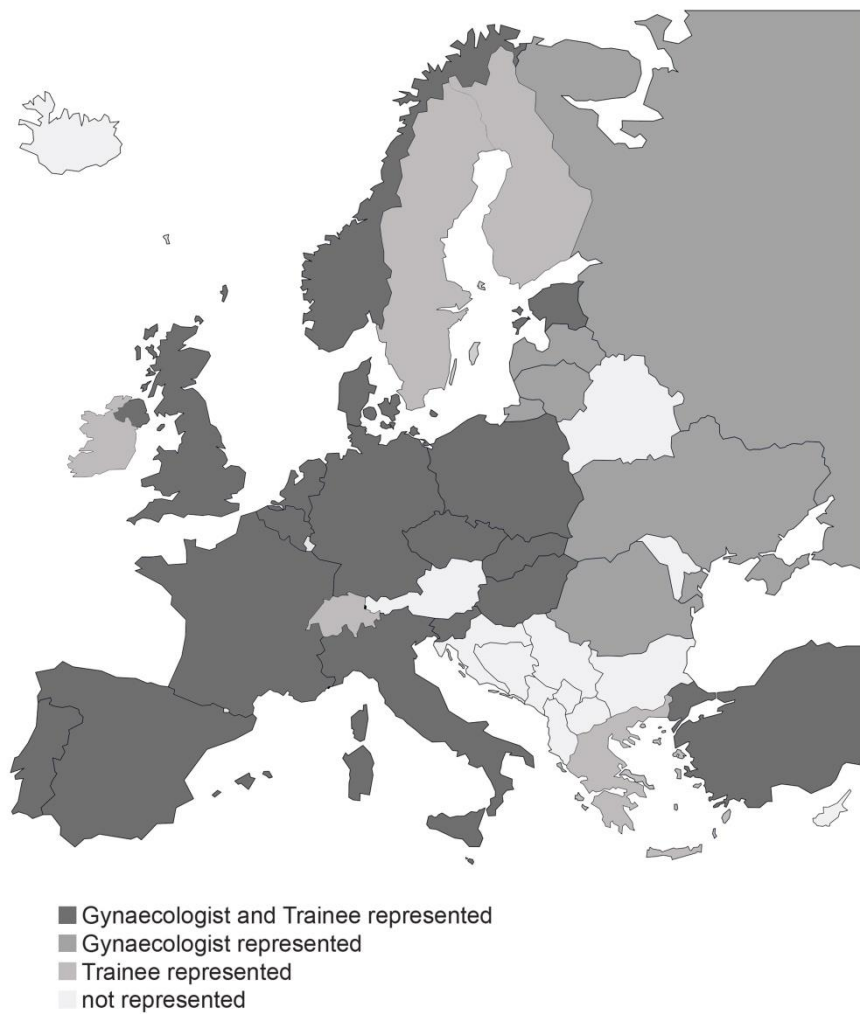 Gynaecologist and Trainee represented
Gynaecologist represented
Trainee represented
not represented